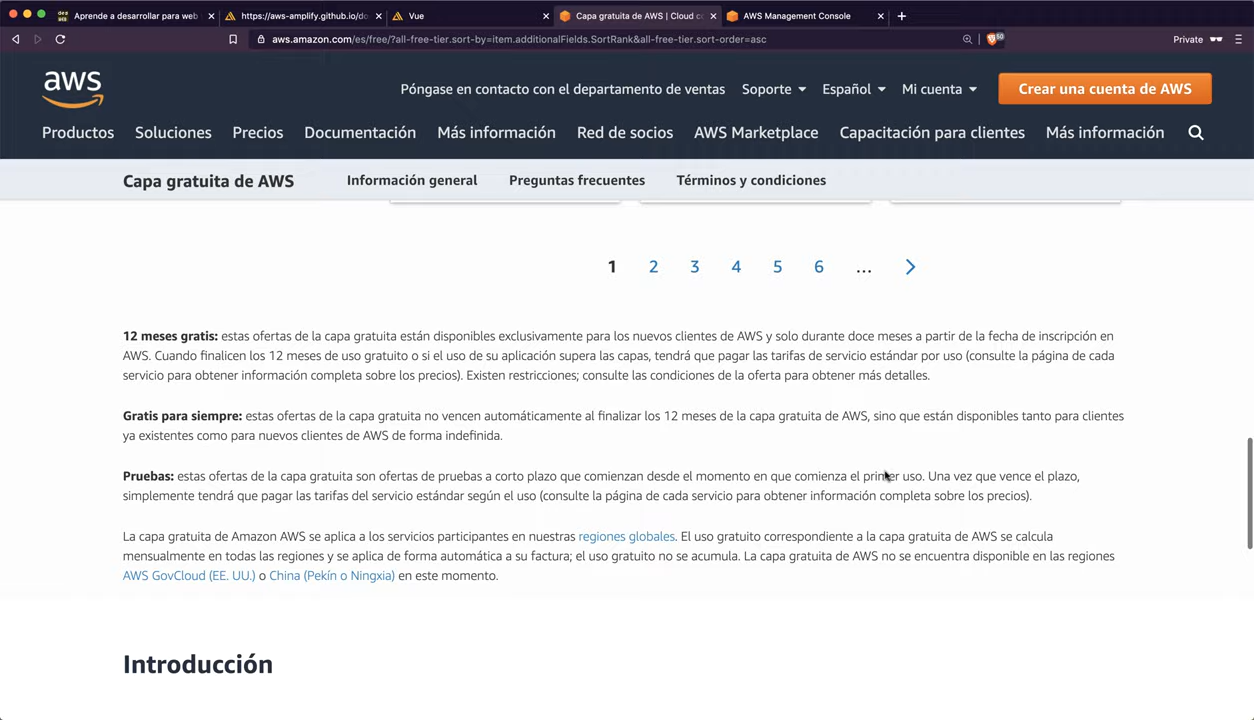 des
arr
Aprende a desarrollar para web
https://aws-amplify.github.io/do
Vue
Capa gratuita de AWS | Cloud c
AWS Management Console
aws.amazon.com/es/free/?all-free-tier.sort-by=item.additionalFields.SortRank&all-free-tier.sort-order=asc
50
Private
aws
Póngase en contacto con el departamento de ventas
Soporte
Español
Mi cuenta
Crear una cuenta de AWS
Productos
Soluciones
Precios
Documentación
Más información
Red de socios
AWS Marketplace
Capacitación para clientes
Más información
Capa gratuita de AWS
Información general
Preguntas frecuentes
Términos y condiciones
1 2 3 4 5 6 ...
12 meses gratis: estas ofertas de la capa gratuita están disponibles exclusivamente para los nuevos clientes de AWS y solo durante doce meses a partir de la fecha de inscripción en
AWS. Cuando finalicen los 12 meses de uso gratuito o si el uso de su aplicación supera las capas, tendrá que pagar las tarifas de servicio estándar por uso (consulte la página de cada
servicio para obtener información completa sobre los precios). Existen restricciones; consulte las condiciones de la oferta para obtener más detalles.
Gratis para siempre: estas ofertas de la capa gratuita no vencen automáticamente al finalizar los 12 meses de la capa gratuita de AWS, sino que están disponibles tanto para clientes
ya existentes como para nuevos clientes de AWS de forma indefinida.
Pruebas: estas ofertas de la capa gratuita son ofertas de pruebas a corto plazo que comienzan desde el momento en que comienza el primer uso. Una vez que vence el plazo,
simplemente tendrá que pagar las tarifas del servicio estándar según el uso (consulte la página de cada servicio para obtener información completa sobre los precios).
La capa gratuita de Amazon AWS se aplica a los servicios participantes en nuestras regiones globales. El uso gratuito correspondiente a la capa gratuita de AWS se calcula
mensualmente en todas las regiones y se aplica de forma automática a su factura; el uso gratuito no se acumula. La capa gratuita de AWS no se encuentra disponible en las regiones
AWS GovCloud (EE. UU.) o China (Pekín o Ningxia) en este momento.
Introducción